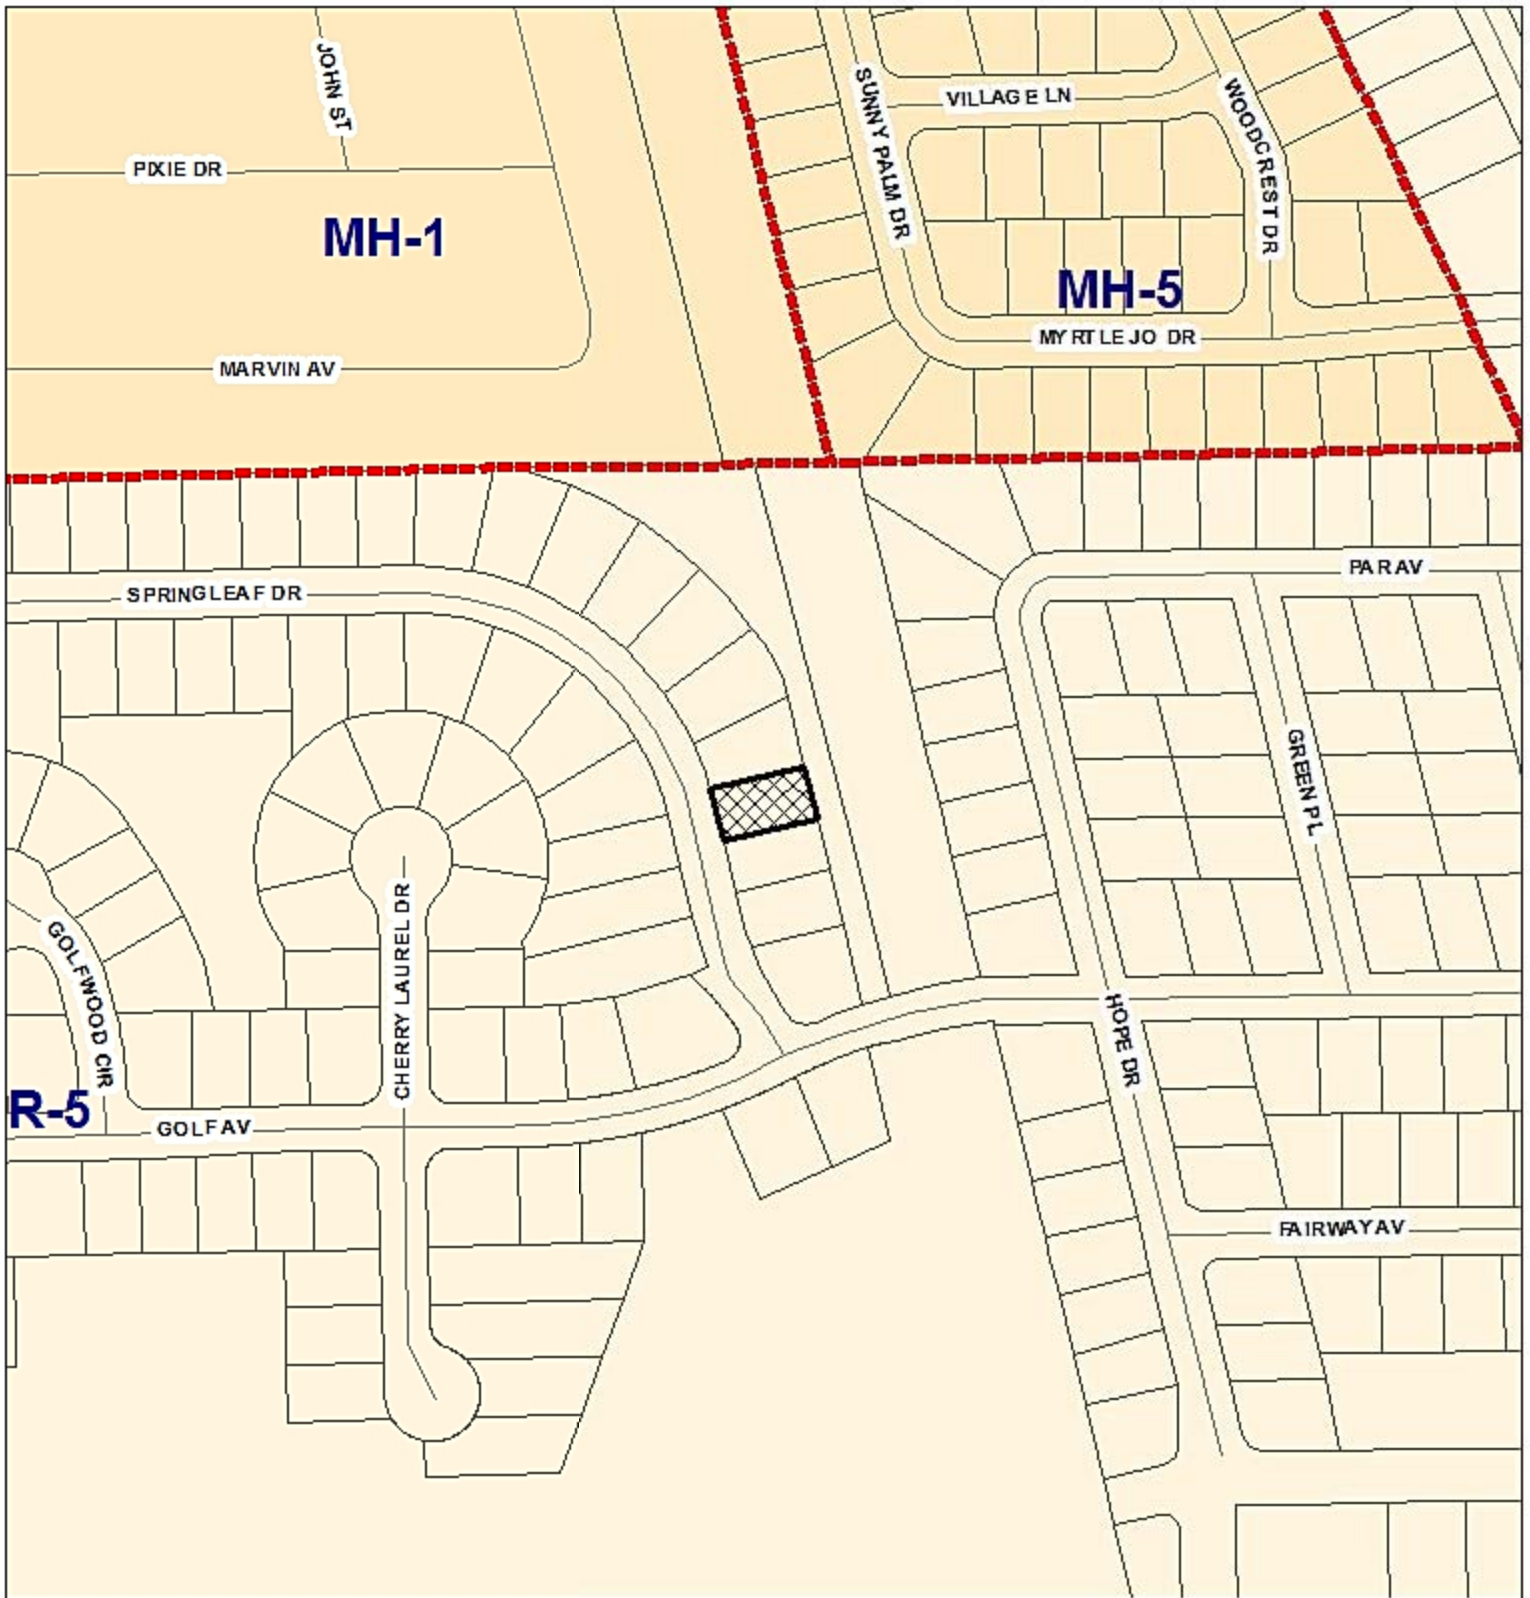 JOHN ST
SUNNY PALM DR
VILLAGE LN
WOODCREST DR
PIXIE DR
MH-1
MH-5
MYRTLE JO DR
MARVIN AV
PAR AV
SPRINGLEAF DR
GREEN PL
CHERRY LAUREL DR
GOLFWOOD CIR
HOPE DR
R-5
GOLF AV
FAIRWAY AV